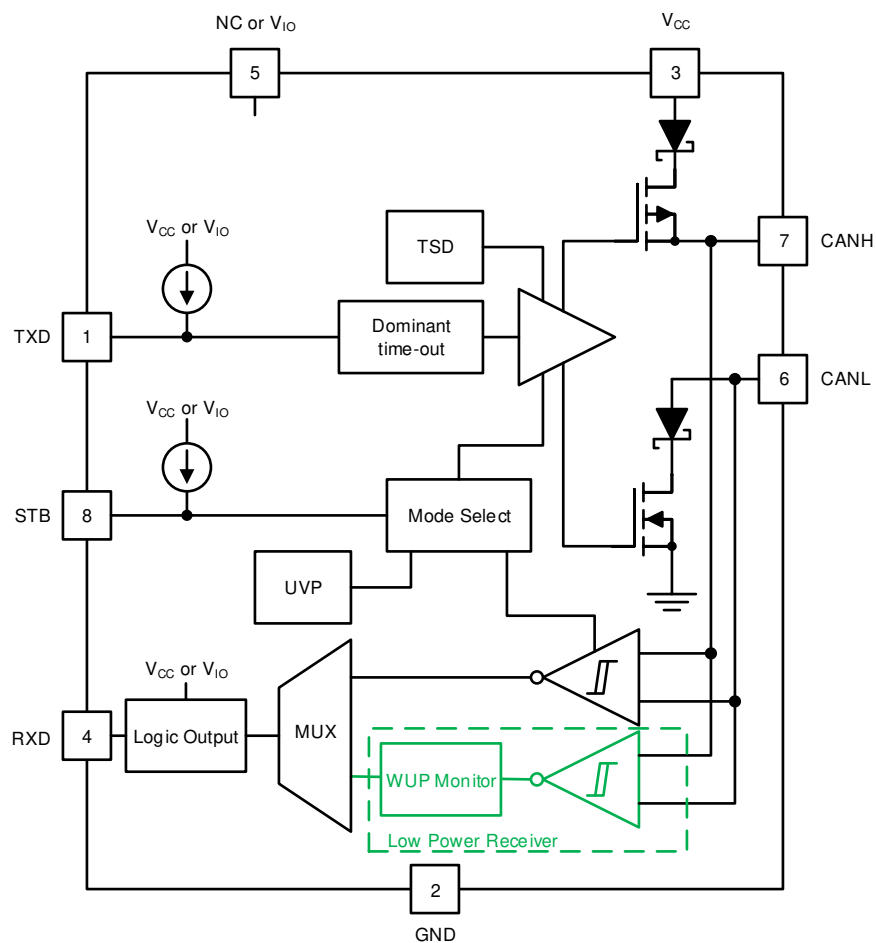 NC or VIO
VCC
5
3
VCC or VIO
TSD
7
CANH
TXD
1
Dominant
time-out
6
CANL
VCC or VIO
STB
8
Mode Select
UVP
VCC or VIO
RXD
4
Logic Output
MUX
WUP Monitor
Low Power Receiver
2
GND